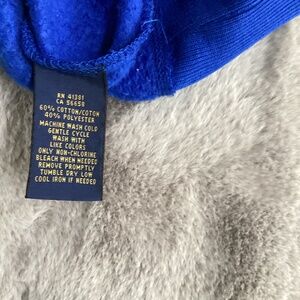 RN 41381
CA 56658
60% COTTON/COTON
40% POLYESTER
MACHINE WASH COLD
GENTLE CYCLE
WASH WITH
LIKE COLORS
ONLY NON-CHLORINE
BLEACH WHEN NEEDED
REMOVE PROMPTLY
TUMBLE DRY LOW
COOL IRON IF NEEDED